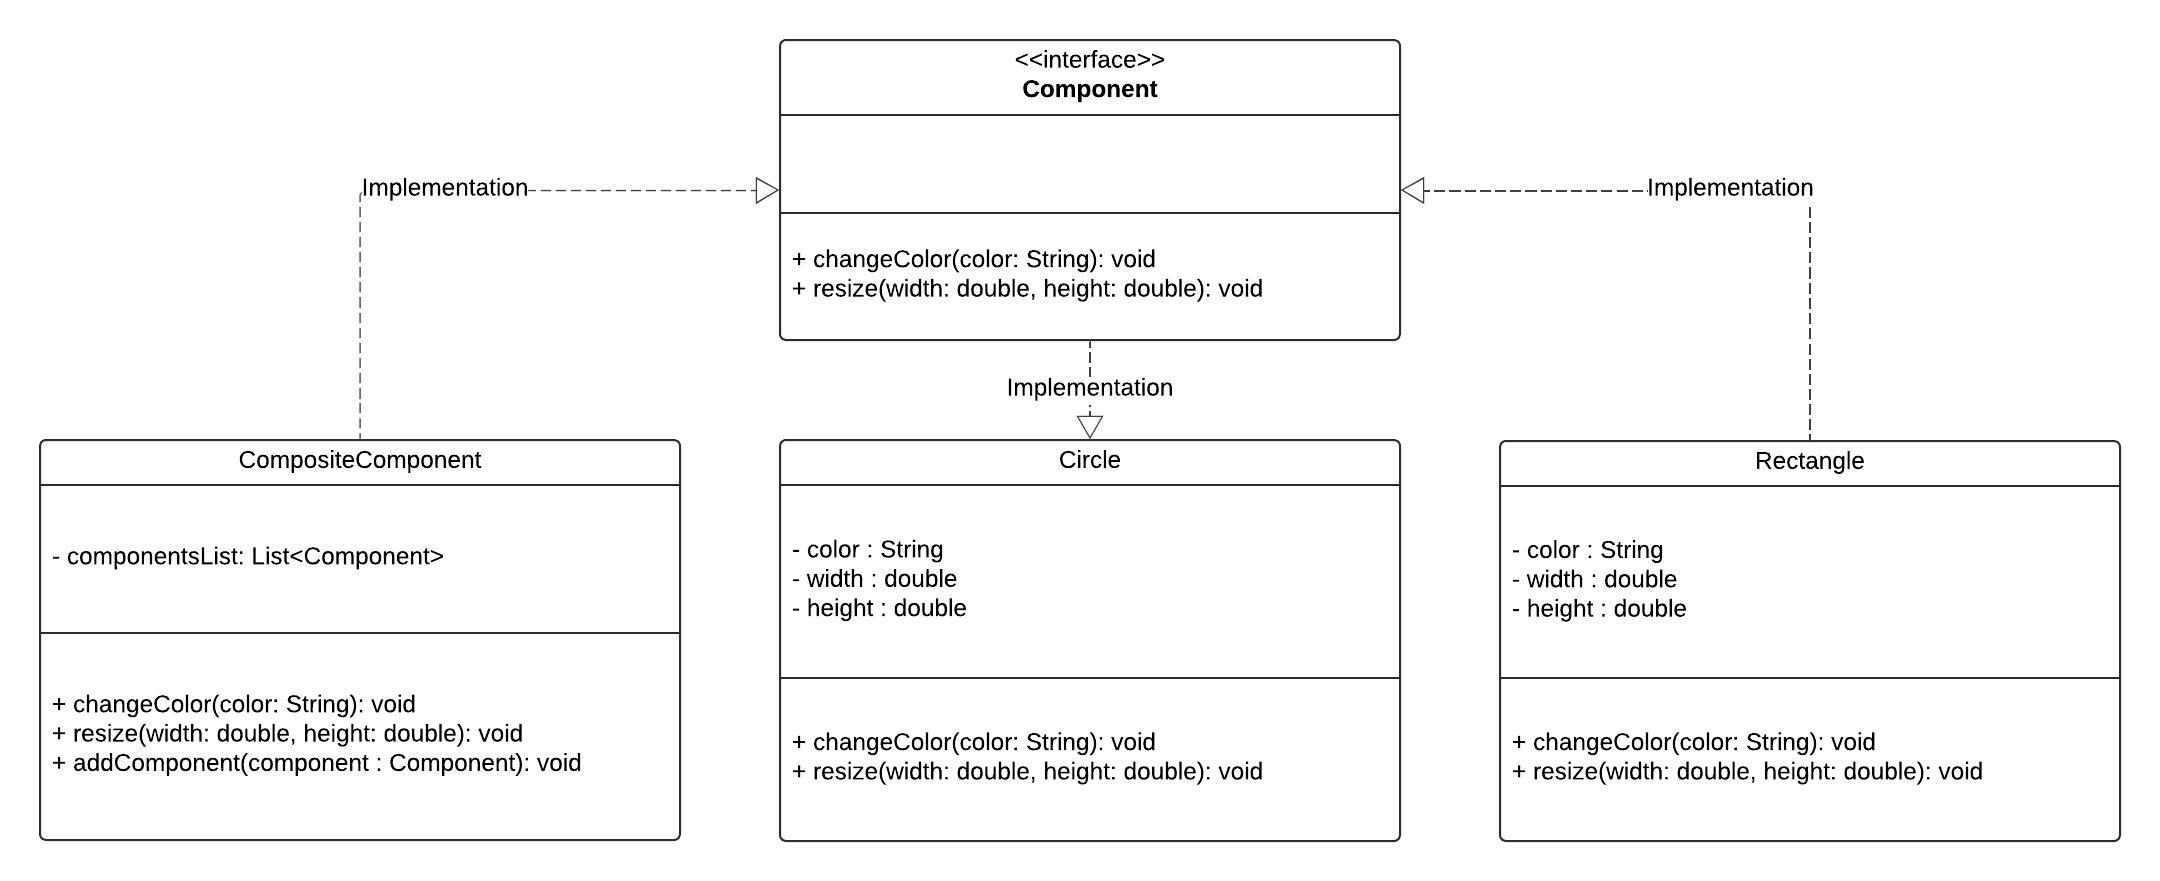 <<interface>>
Component
Implementation
Implementation
+ changeColor(color: String): void
+ resize(width: double, height: double): void
Implementation
CompositeComponent
- componentsList: List<Component>
+ changeColor(color: String): void
+ resize(width: double, height: double): void
+ addComponent(component : Component): void
Circle
- color : String
- width : double
- height : double
+ changeColor(color: String): void
+ resize(width: double, height: double): void
Rectangle
- color : String
- width : double
- height : double
+ changeColor(color: String): void
+ resize(width: double, height: double): void